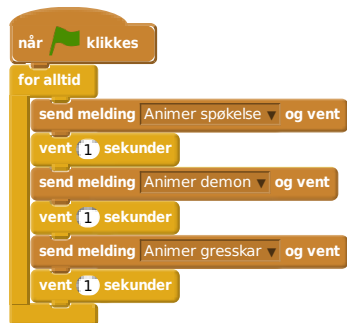 når klikkes
for alltid
send melding Animer spøkelse og vent
vent 1 sekunder
send melding Animer demon og vent
vent 1 sekunder
send melding Animer gresskar og vent
vent 1 sekunder